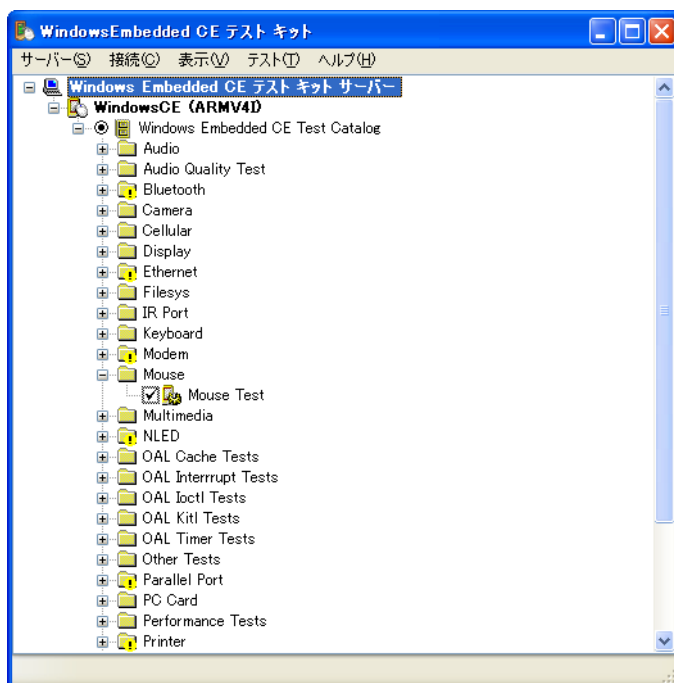 WindowsEmbedded CE テスト キット
サーバー(S) 接続(C) 表示(V) テスト(T) ヘルプ(H)
Windows Embedded CE テスト キット サーバー
WindowsCE (ARMV4I)
Windows Embedded CE Test Catalog
Audio
Audio Quality Test
Bluetooth
Camera
Cellular
Display
Ethernet
Filesys
IR Port
Keyboard
Modem
Mouse
Mouse Test
Multimedia
NLED
OAL Cache Tests
OAL Interrrupt Tests
OAL Ioctl Tests
OAL Kitl Tests
OAL Timer Tests
Other Tests
Parallel Port
PC Card
Performance Tests
Printer